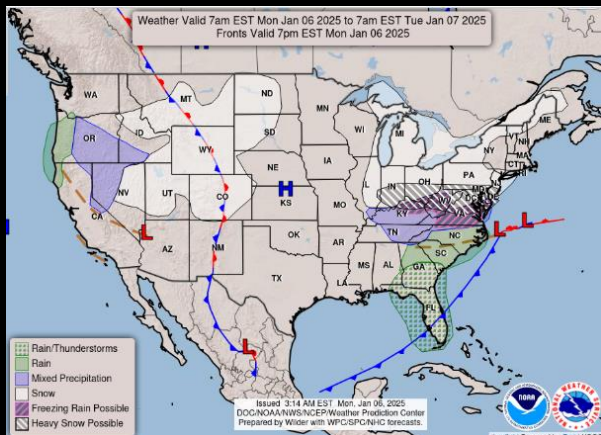 Weather Valid 7am EST Mon Jan 06 2025 to 7am EST Tue Jan 07 2025
Fronts Valid 7pm EST Mon Jan 06 2025
WA
MT
ND
MN
ME
OR
ID
WI
MI
VT
NH
SD
WY
NY
MA
CT
RI
IA
NE
PA
NV
UT
CO
H
KS
MO
IN
OH
WV
VA
KY
CA
L
AZ
NM
OK
AR
TN
NC
L
L
SC
MS
AL
GA
TX
LA
FL
L
Rain/Thunderstorms
Rain
Mixed Precipitation
Snow
Freezing Rain Possible
Heavy Snow Possible
Issued 3:14 AM EST Mon, Jan 06, 2025
DOC/NOAA/NWS/NCEP/Weather Prediction Center
Prepared by Wilder with WPC/SPC/NHC forecasts.
NOAA